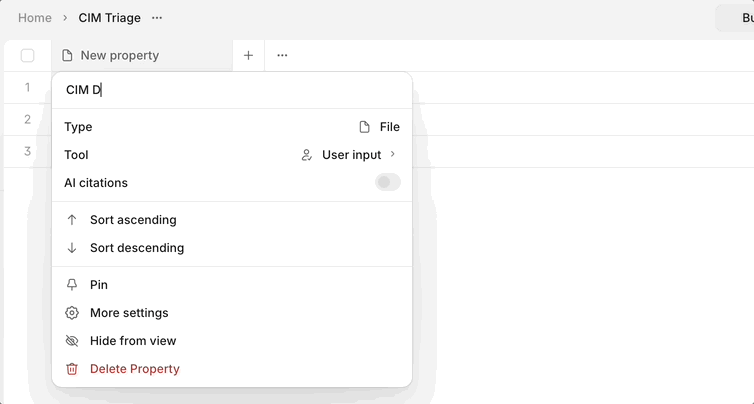 Home › CIM Triage ···
Bu
New property + ···
1
CIM D
2
Type File
3
Tool User input ›
AI citations
Sort ascending
Sort descending
Pin
More settings
Hide from view
Delete Property